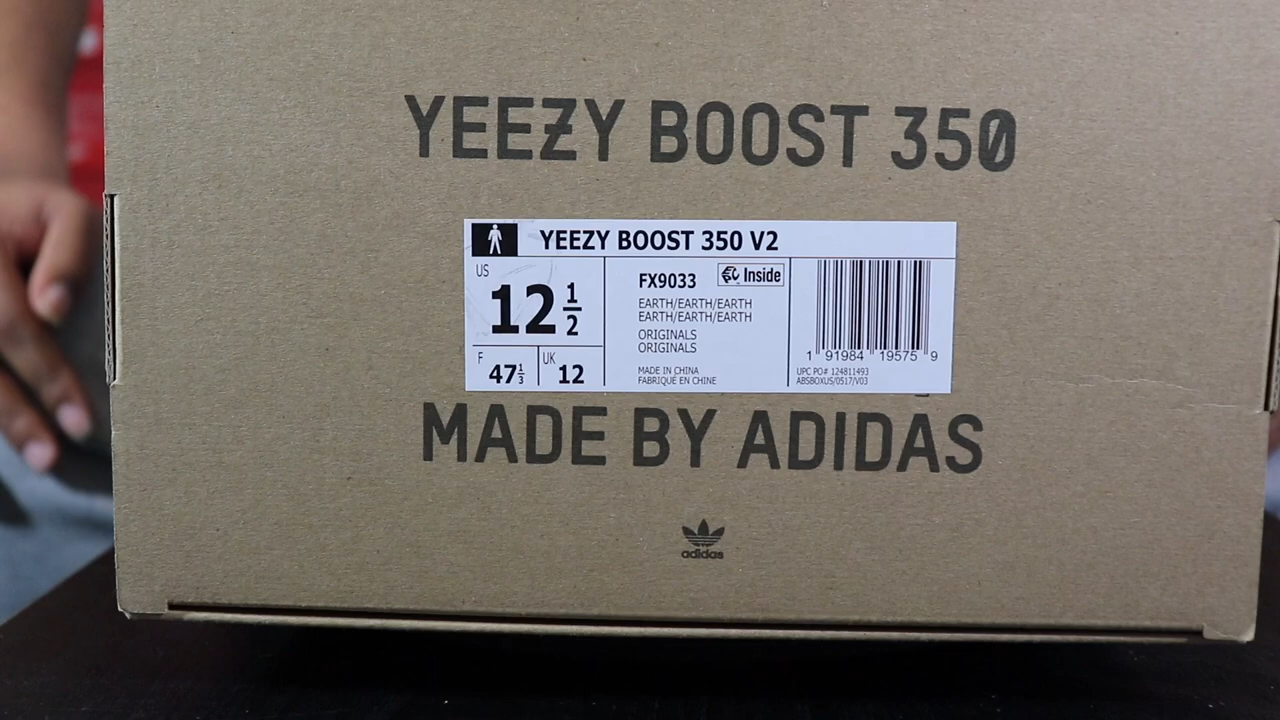 YEEZY BOOST 350
YEEZY BOOST 350 V2
US
12 1/2
F
47 1/3
UK
12
FX9033
Inside
EARTH/EARTH/EARTH
EARTH/EARTH/EARTH
ORIGINALS
ORIGINALS
MADE IN CHINA
FABRIQUE EN CHINE
1 91984 19575 9
UPC PO# 124811493
ABSBOXUS/0517/V03
MADE BY ADIDAS
adidas